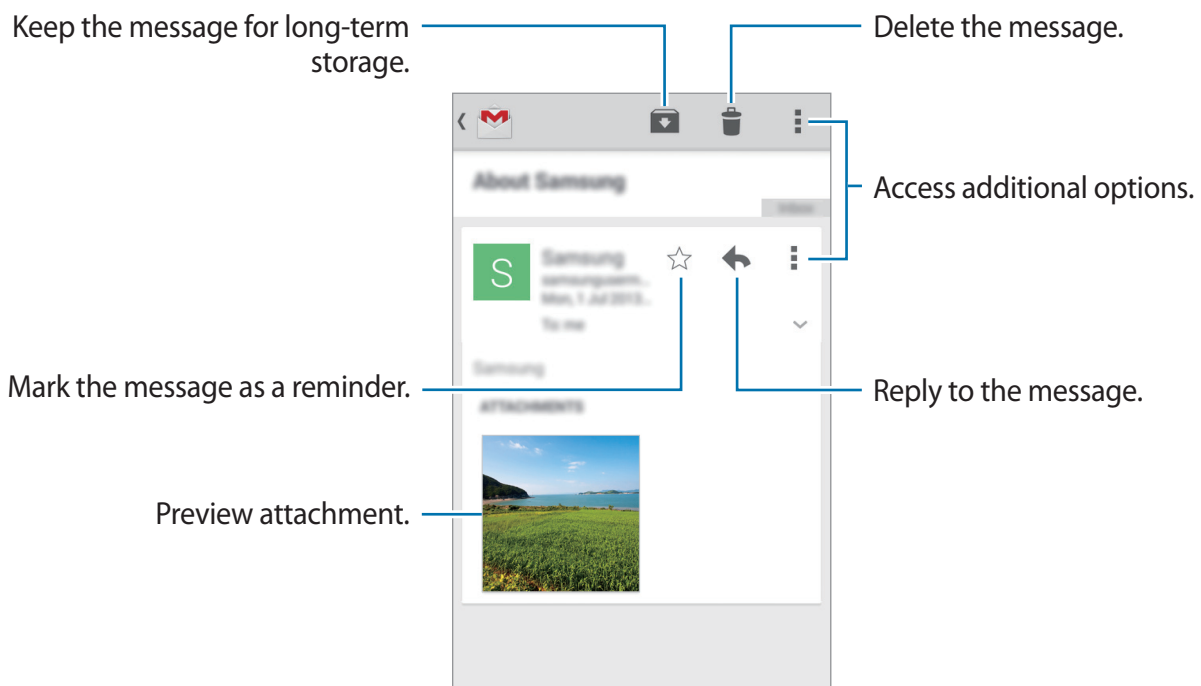 Keep the message for long-term
storage.
Delete the message.
About Samsung
Inbox
Access additional options.
S
Samsung
Mon, 1 Jul 2013...
To me
Samsung
Mark the message as a reminder.
Reply to the message.
ATTACHMENTS
Preview attachment.